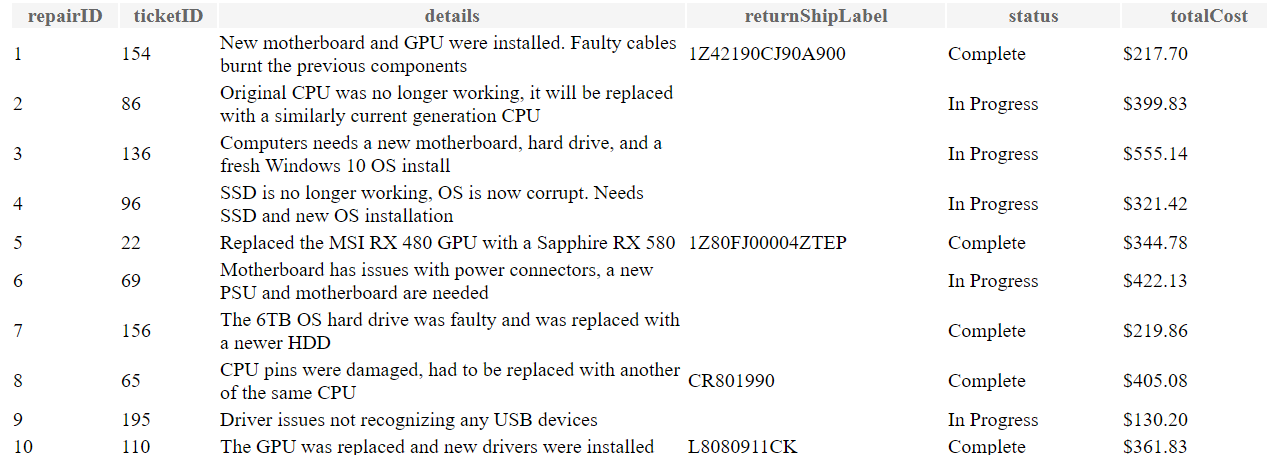 repairID ticketID details returnShipLabel status totalCost
New motherboard and GPU were installed. Faulty cables
1 154 1Z42190CJ90A900 Complete $217.70
burnt the previous components
Original CPU was no longer working, it will be replaced
2 86 In Progress $399.83
with a similarly current generation CPU
Computers needs a new motherboard, hard drive, and a
3 136 In Progress $555.14
fresh Windows 10 OS install
SSD is no longer working, OS is now corrupt. Needs
4 96 In Progress $321.42
SSD and new OS installation
5 22 Replaced the MSI RX 480 GPU with a Sapphire RX 580 1Z80FJ00004ZTEP Complete $344.78
Motherboard has issues with power connectors, a new
6 69 In Progress $422.13
PSU and motherboard are needed
The 6TB OS hard drive was faulty and was replaced with
7 156 Complete $219.86
a newer HDD
CPU pins were damaged, had to be replaced with another
8 65 CR801990 Complete $405.08
of the same CPU
9 195 Driver issues not recognizing any USB devices In Progress $130.20
10 110 The GPU was replaced and new drivers were installed L8080911CK Complete $361.83